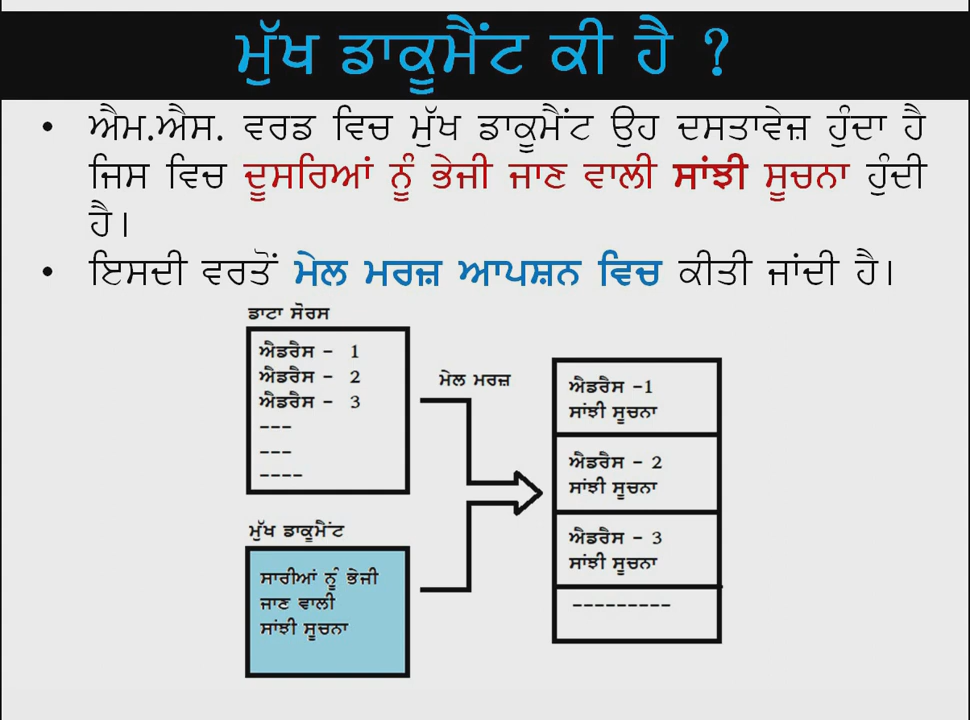 ਮੁੱਖ ਡਾਕੂਮੈਂਟ ਕੀ ਹੈ ?
• ਐਮ.ਐਸ. ਵਰਡ ਵਿਚ ਮੁੱਖ ਡਾਕੂਮੈਂਟ ਉਹ ਦਸਤਾਵੇਜ਼ ਹੁੰਦਾ ਹੈ
ਜਿਸ ਵਿਚ ਦੂਸਰਿਆਂ ਨੂੰ ਭੇਜੀ ਜਾਣ ਵਾਲੀ ਸਾਂਝੀ ਸੂਚਨਾ ਹੁੰਦੀ
ਹੈ।
• ਇਸਦੀ ਵਰਤੋਂ ਮੇਲ ਮਰਜ਼ ਆਪਸ਼ਨ ਵਿਚ ਕੀਤੀ ਜਾਂਦੀ ਹੈ।
ਡਾਟਾ ਸੋਰਸ
ਐਡਰੈਸ - 1
ਐਡਰੈਸ - 2
ਐਡਰੈਸ - 3
---
---
----
ਮੁੱਖ ਡਾਕੂਮੈਂਟ
ਸਾਰੀਆਂ ਨੂੰ ਭੇਜੀ
ਜਾਣ ਵਾਲੀ
ਸਾਂਝੀ ਸੂਚਨਾ
ਮੇਲ ਮਰਜ਼
ਐਡਰੈਸ -1
ਸਾਂਝੀ ਸੂਚਨਾ
ਐਡਰੈਸ - 2
ਸਾਂਝੀ ਸੂਚਨਾ
ਐਡਰੈਸ - 3
ਸਾਂਝੀ ਸੂਚਨਾ
---------